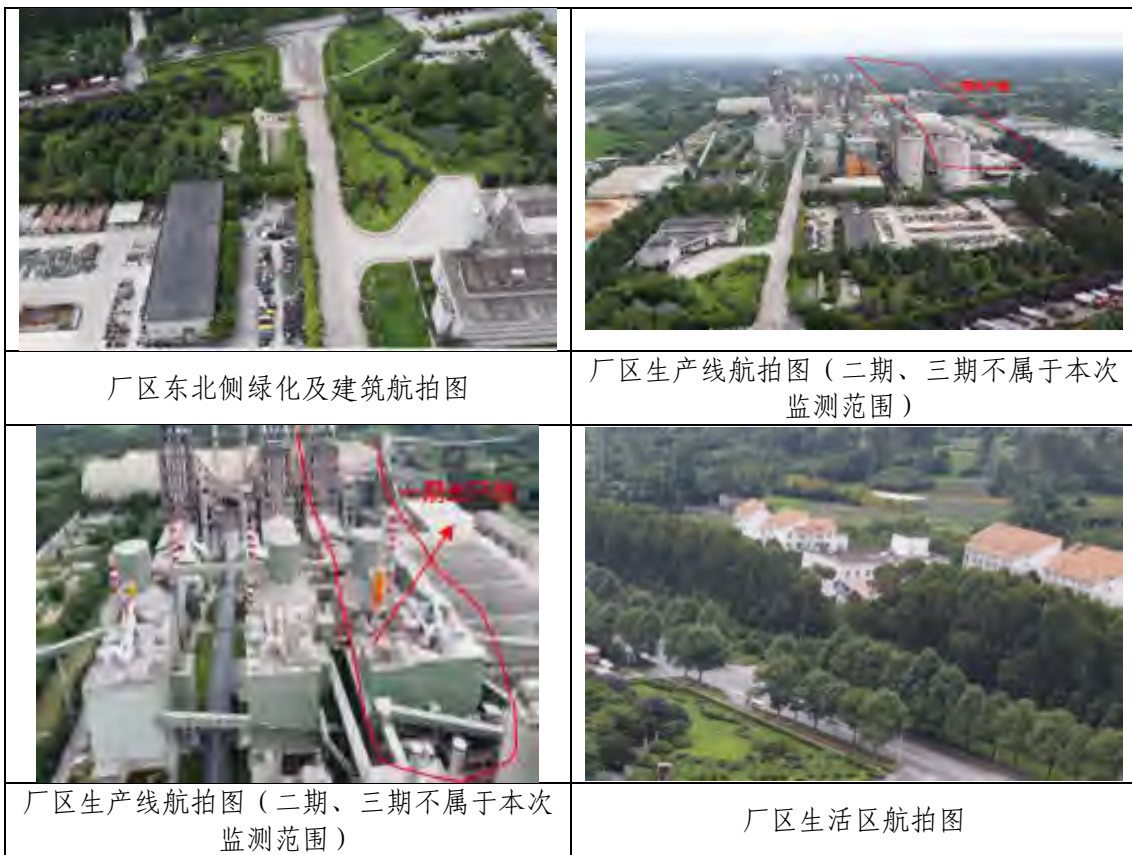 厂区东北侧绿化及建筑航拍图
厂区生产线航拍图（二期、三期不属于本次
监测范围）
厂区生产线航拍图（二期、三期不属于本次
监测范围）
厂区生活区航拍图